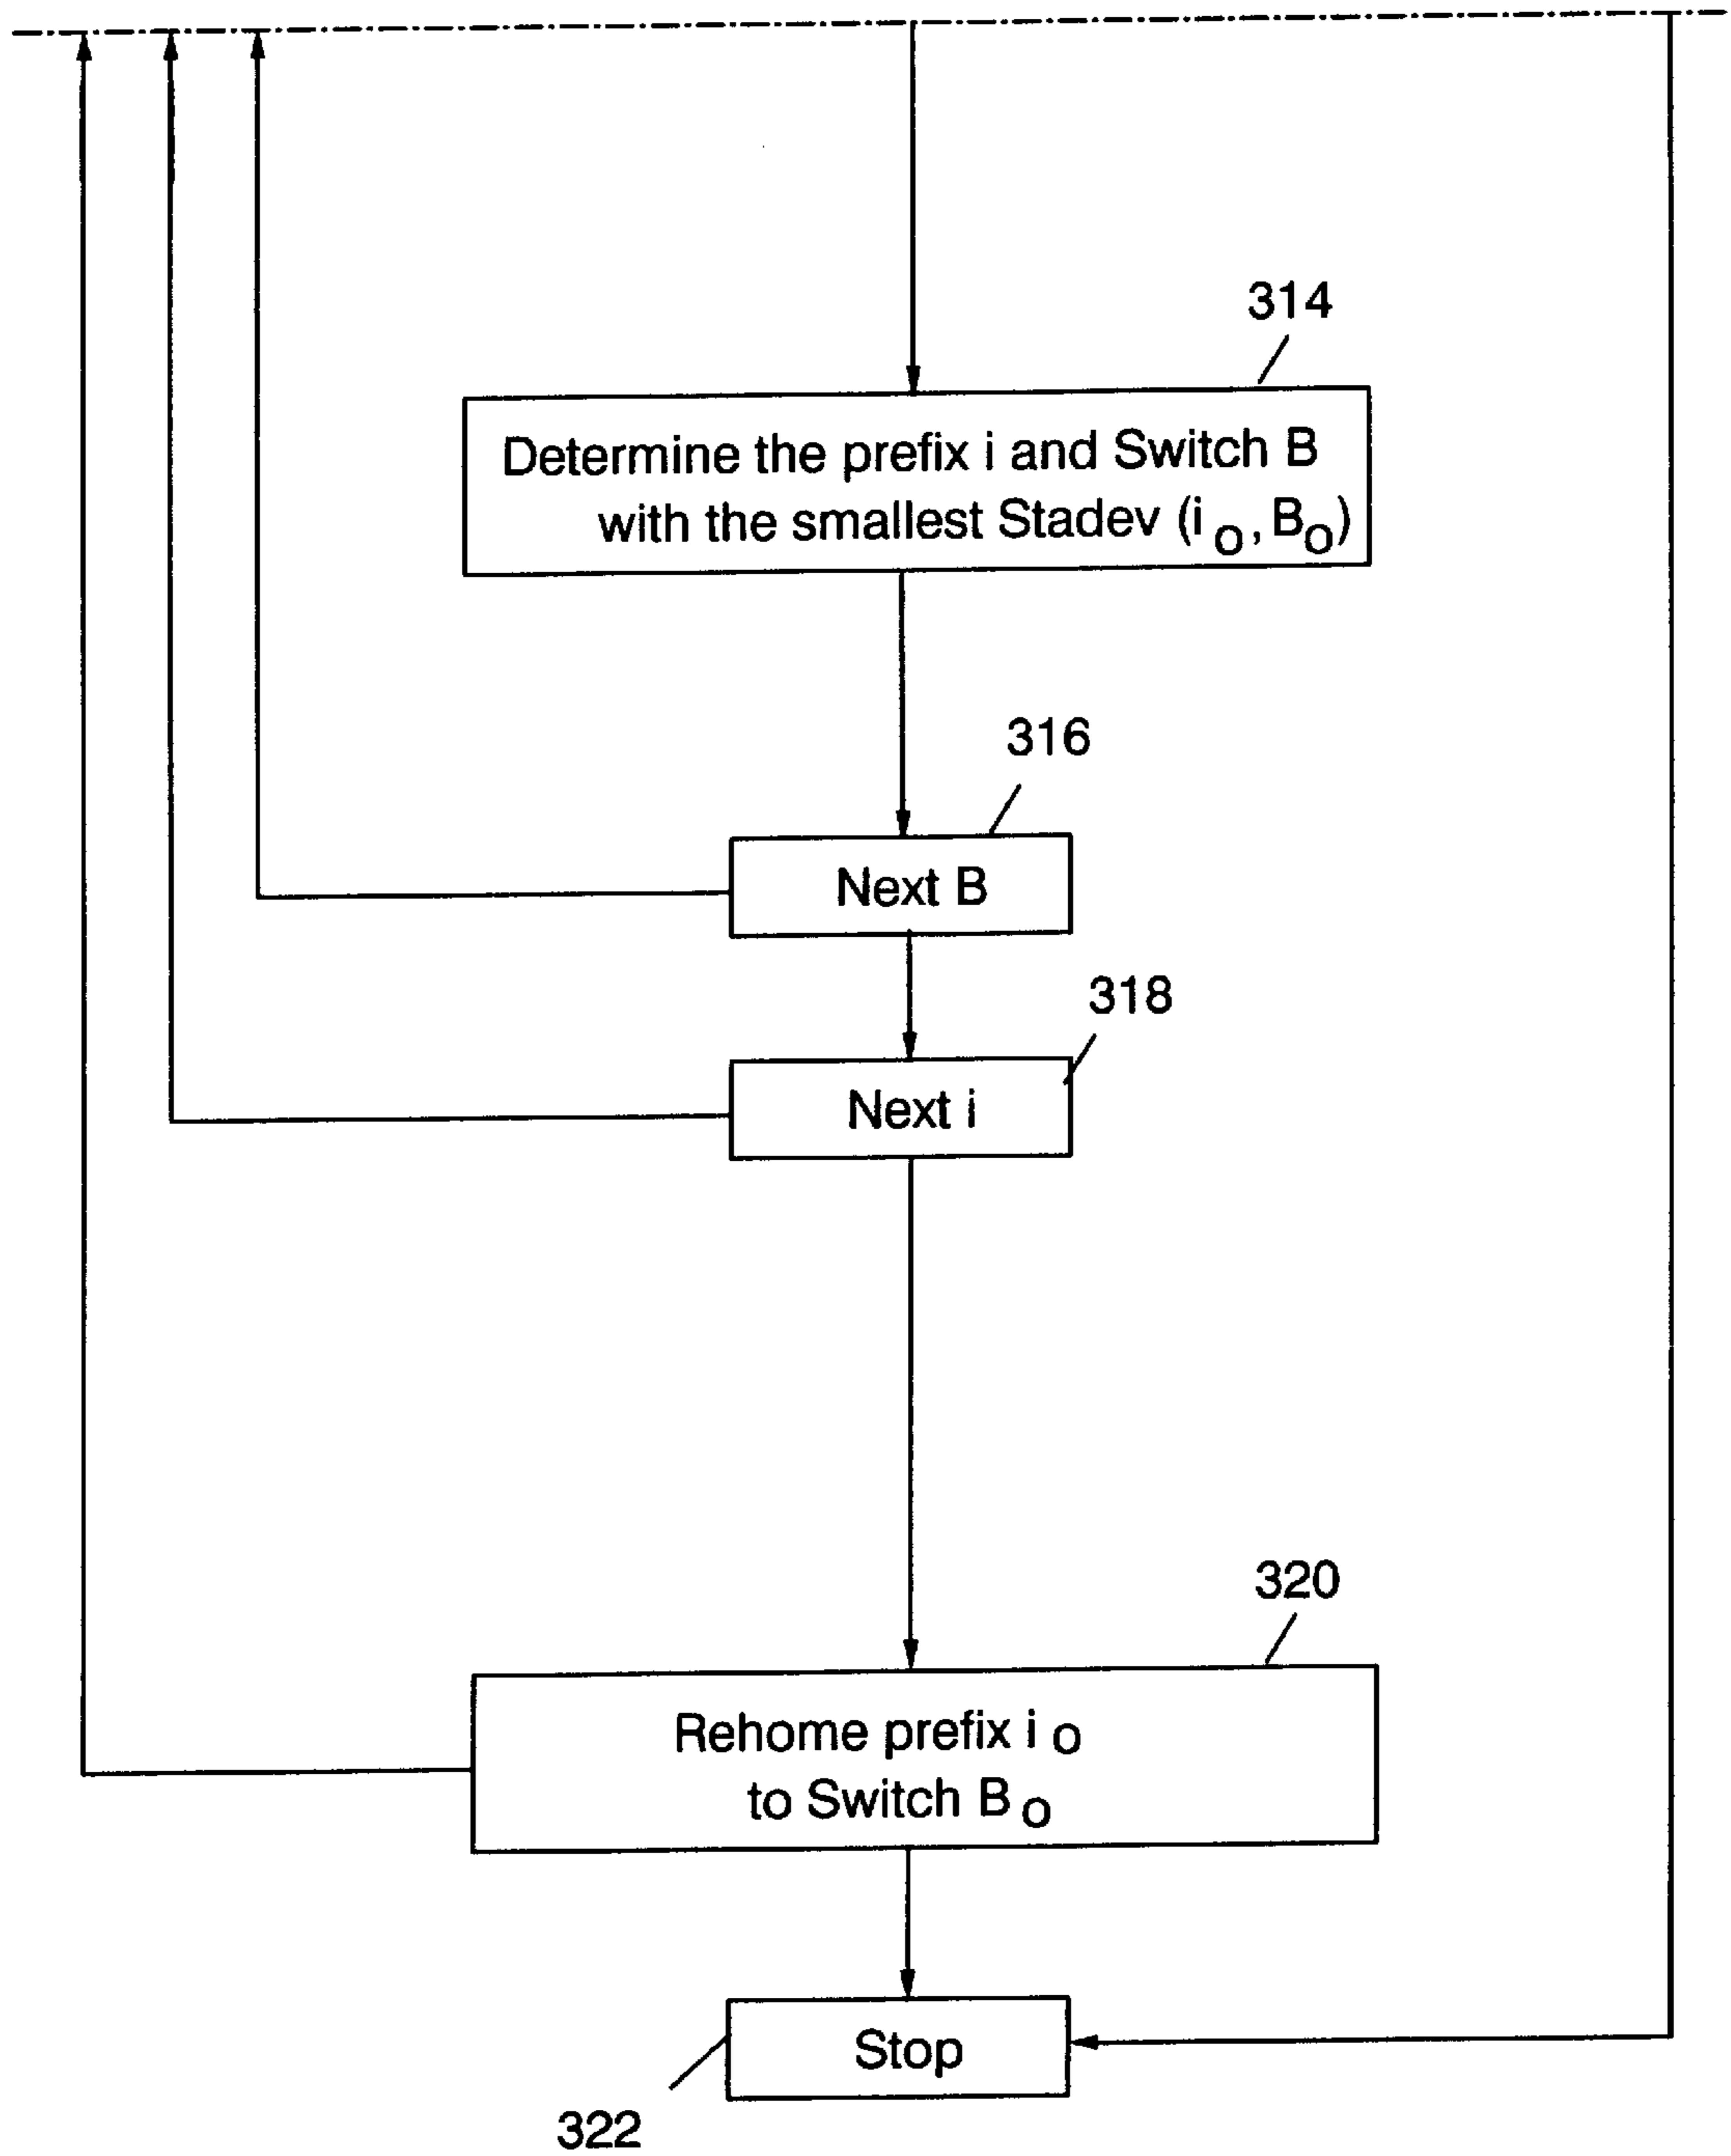 314
Determine the prefix i and Switch B
with the smallest Stadev (i o, Bo)
316
Next B
318
Next i
320
Rehome prefix i o
to Switch B o
Stop
322